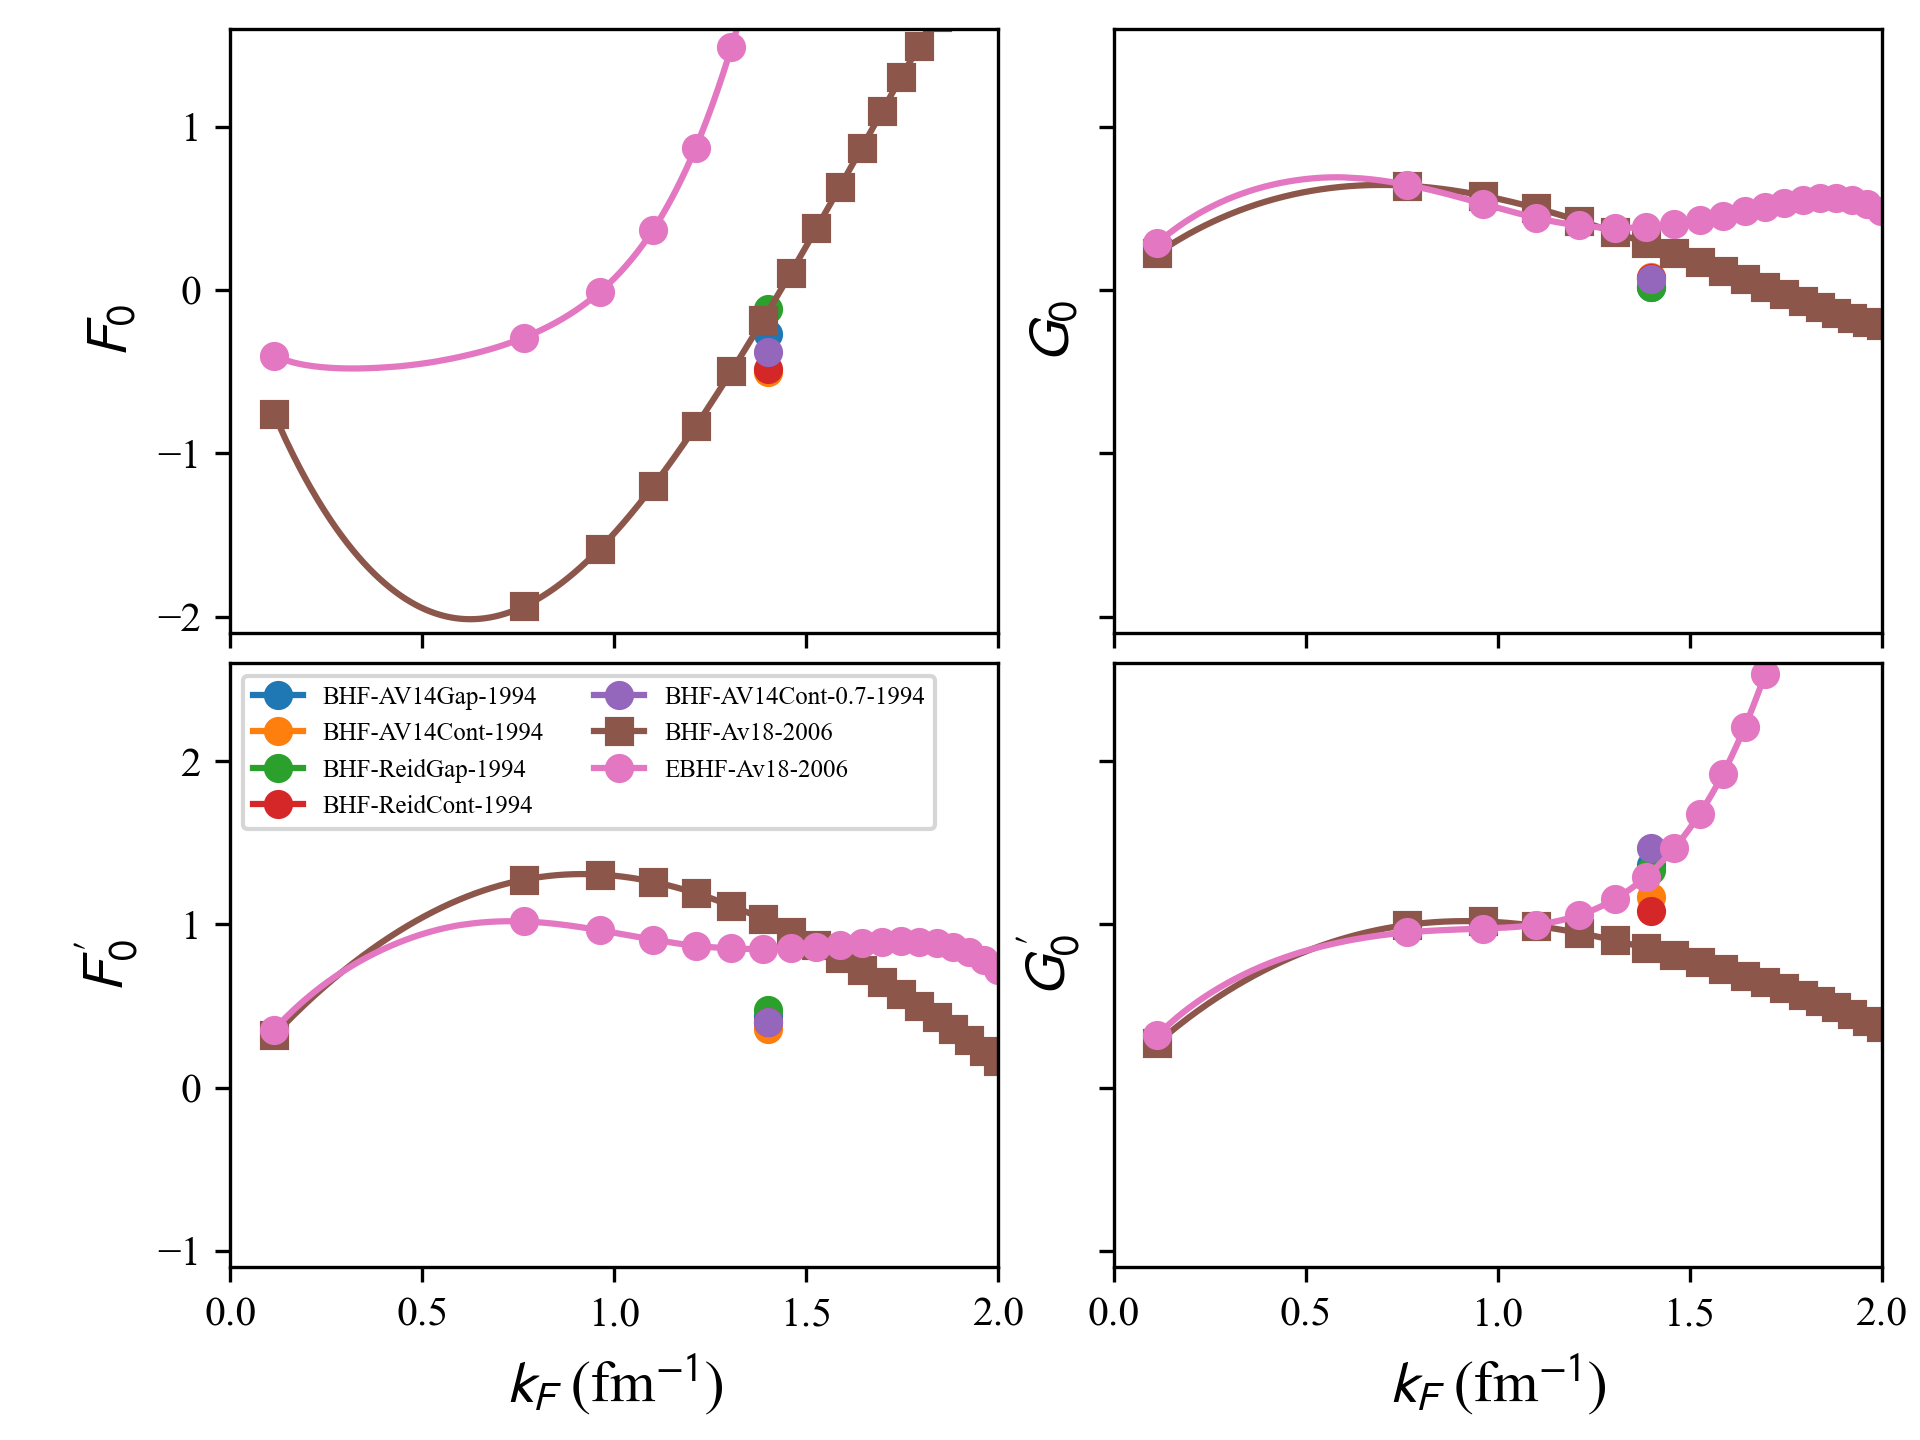 1
0
−1
−2
F0
G0
BHF-AV14Gap-1994
BHF-AV14Cont-1994
BHF-ReidGap-1994
BHF-ReidCont-1994
BHF-AV14Cont-0.7-1994
BHF-Av18-2006
EBHF-Av18-2006
2
1
0
−1
F0′
G0′
0.0 0.5 1.0 1.5 2.0
0.0 0.5 1.0 1.5 2.0
kF (fm−1)
kF (fm−1)